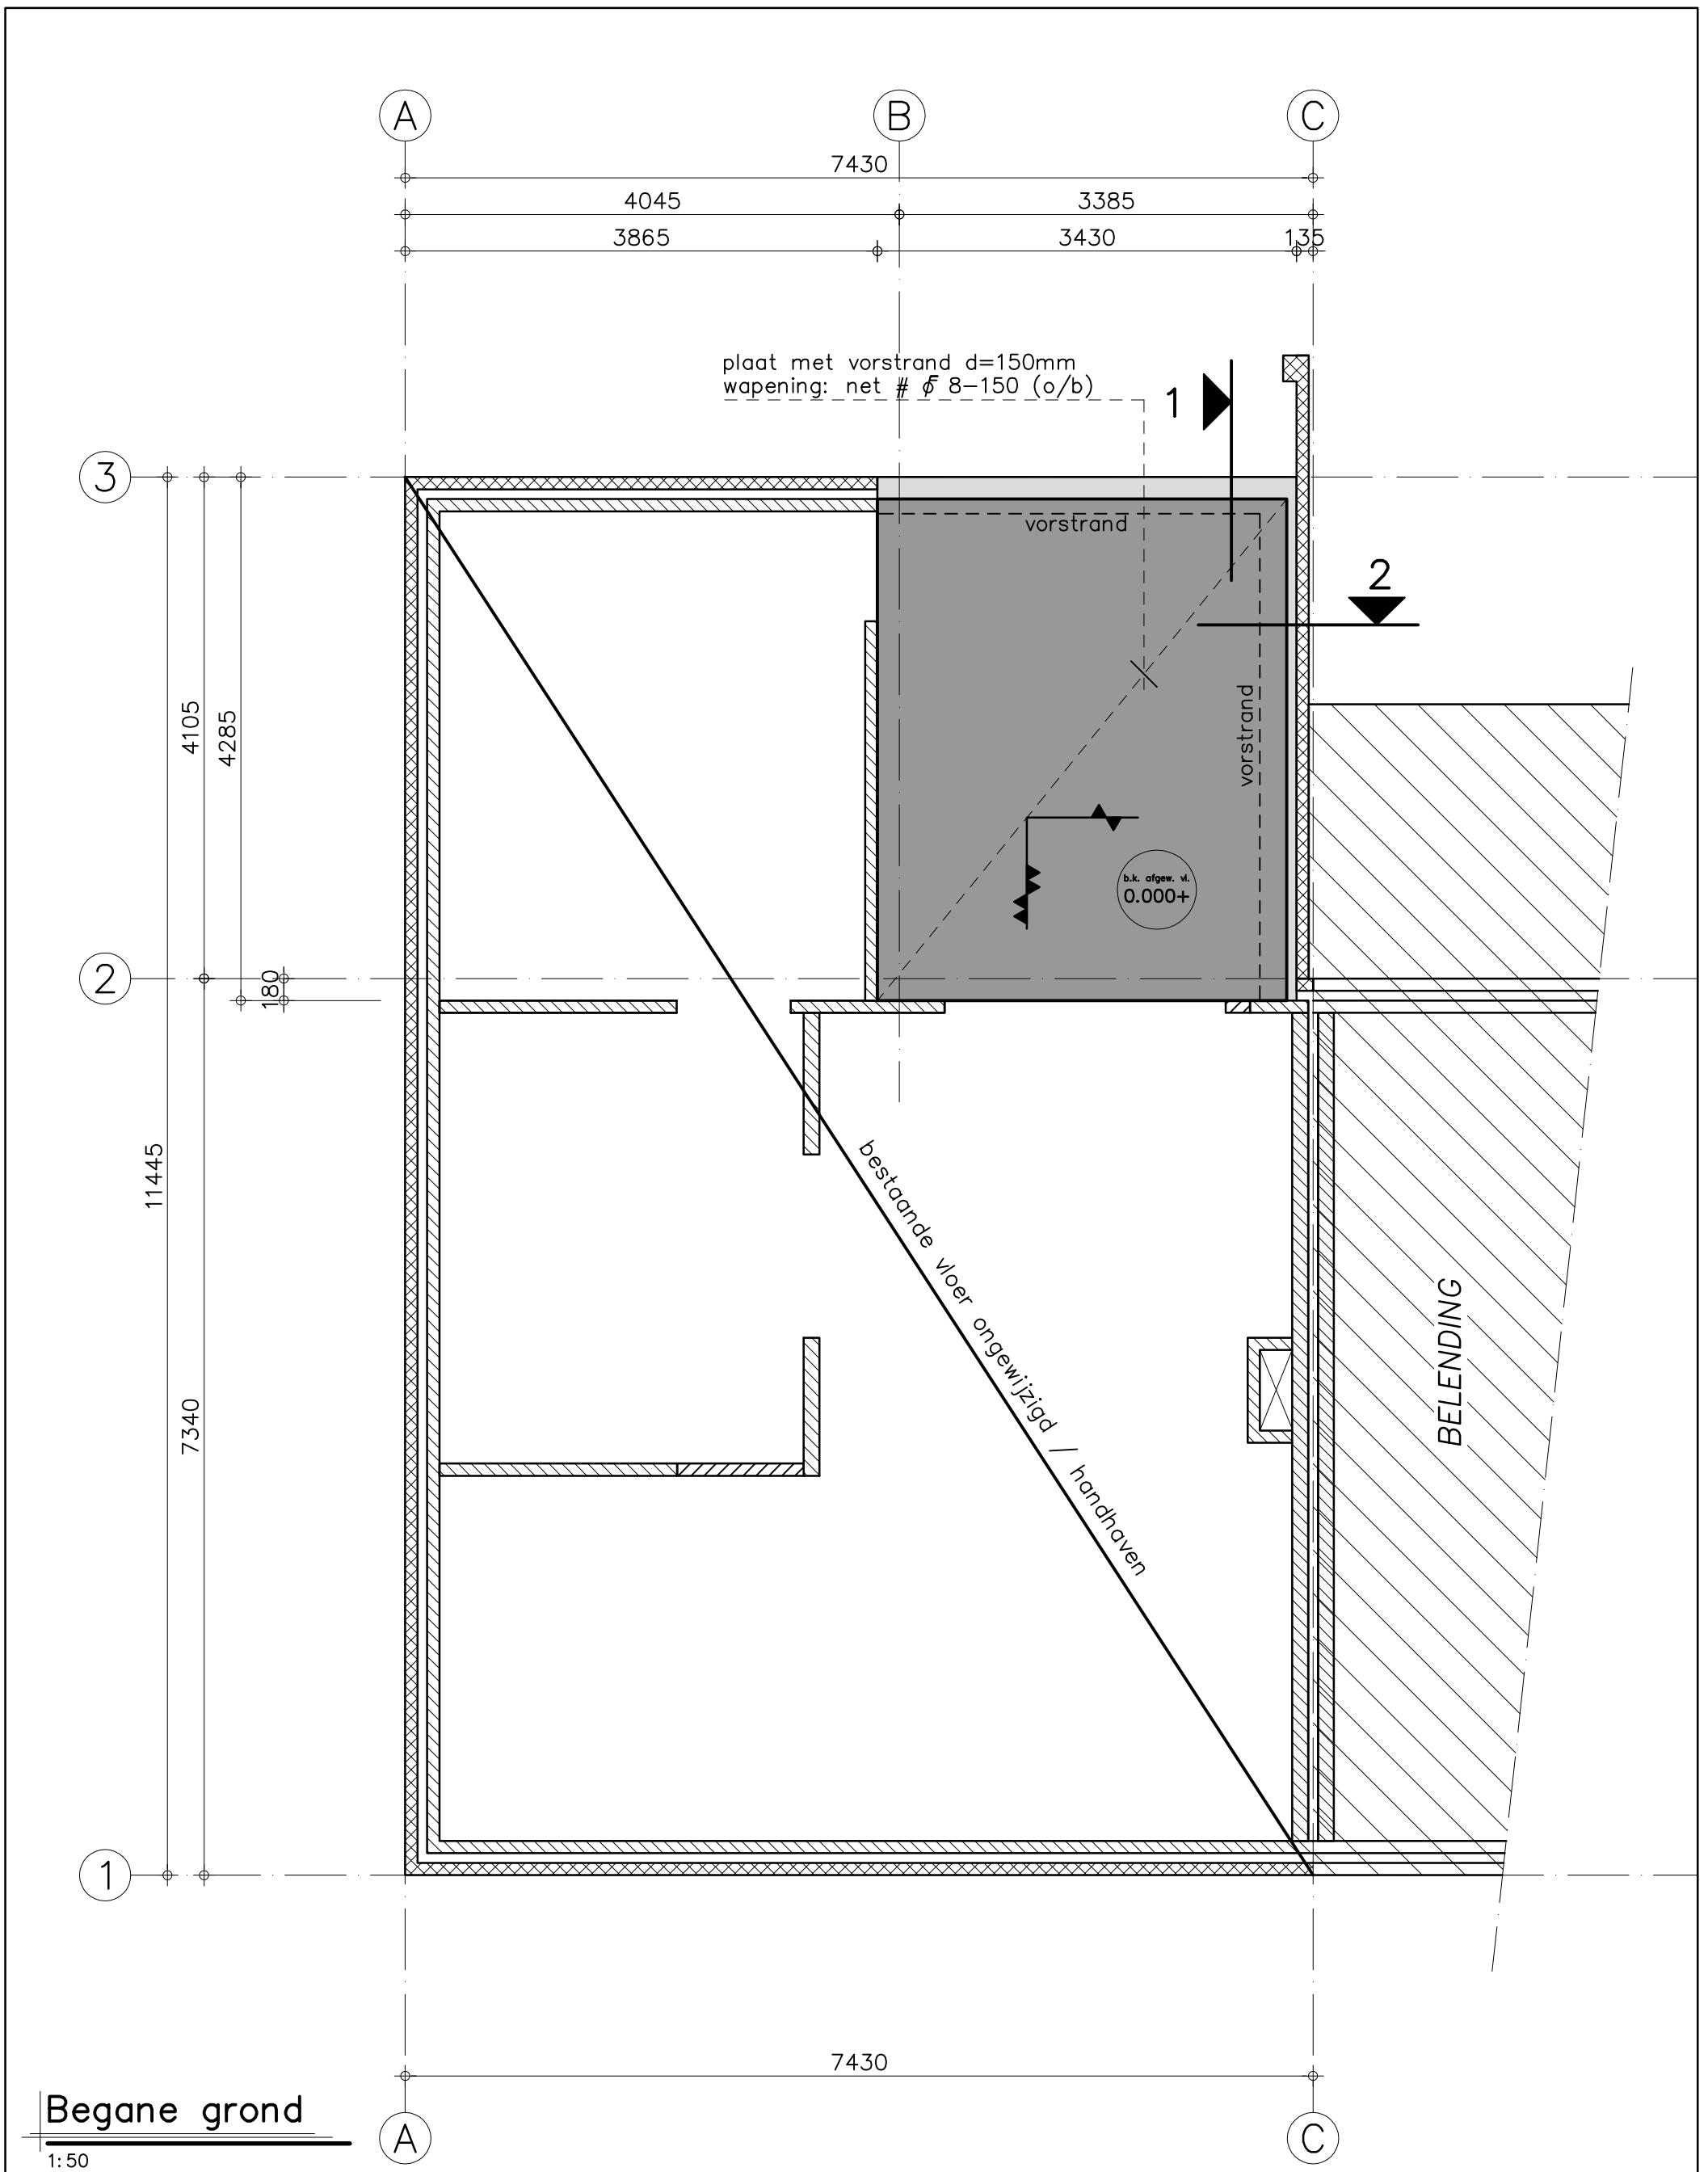 A
B
C
7430
4045
3385
3865
3430
135
plaat met vorstrand d=150mm
wapening: net # ⌀ 8-150 (o/b)
1
3
vorstrand
2
4105
4285
vorstrand
b.k. afgew. vl.
0.000+
2
180
11445
bestaande vloer ongewijzigd / handhaven
BELENDING
7340
1
7430
Begane grond
A
C
1:50